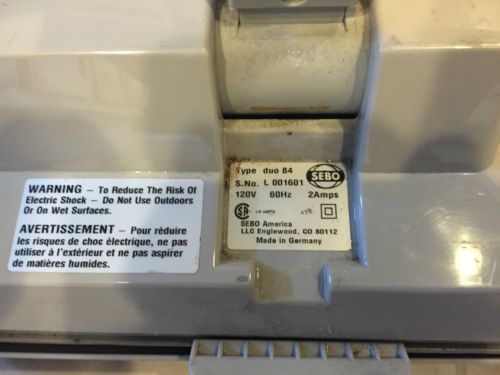 WARNING – To Reduce The Risk Of
Electric Shock – Do Not Use Outdoors
Or On Wet Surfaces.
AVERTISSEMENT – Pour réduire
les risques de choc électrique, ne pas
utiliser à l'extérieur et ne pas aspirer
de matières humides.
Type duo 84
SEBO
S.No. L 001601
120V 60Hz 2Amps
SEBO America
LLC Englewood, CO 80112
Made in Germany